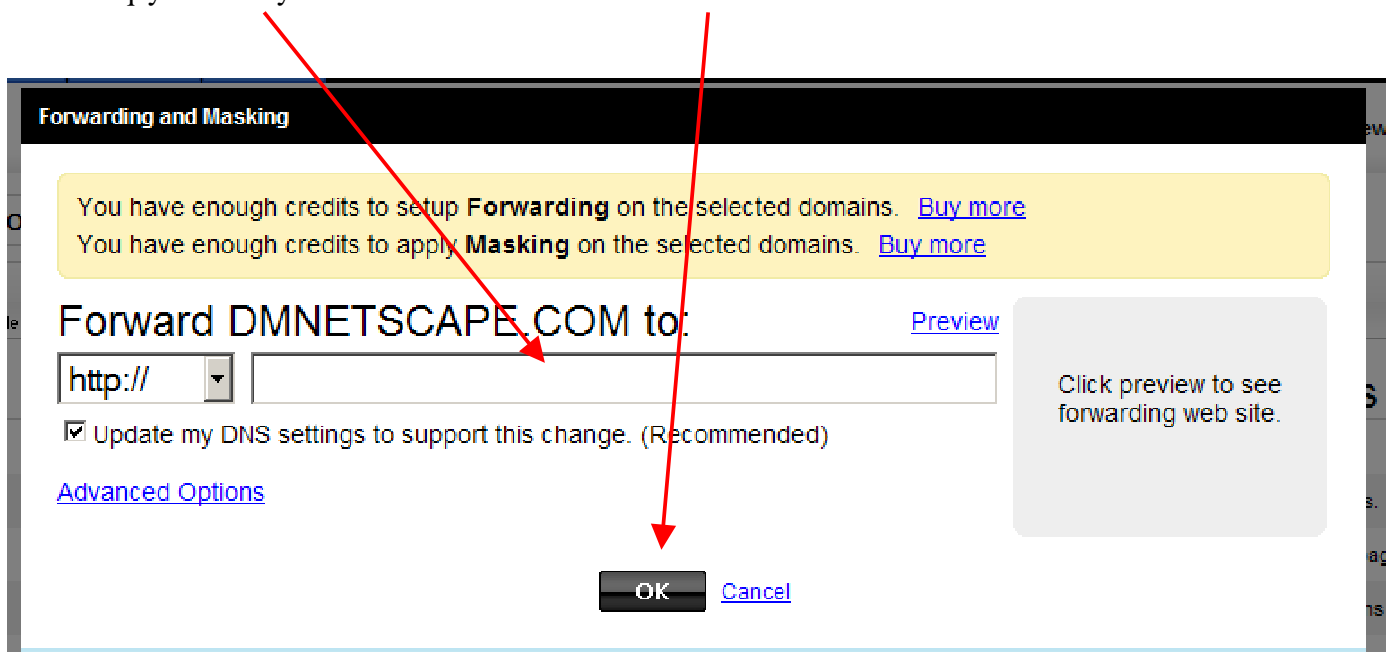 Forwarding and Masking
You have enough credits to setup Forwarding on the selected domains. Buy more
You have enough credits to apply Masking on the selected domains. Buy more
Forward DMNETSCAPE.COM to:
Preview
http://
Click preview to see
forwarding web site.
Update my DNS settings to support this change. (Recommended)
Advanced Options
OK
Cancel